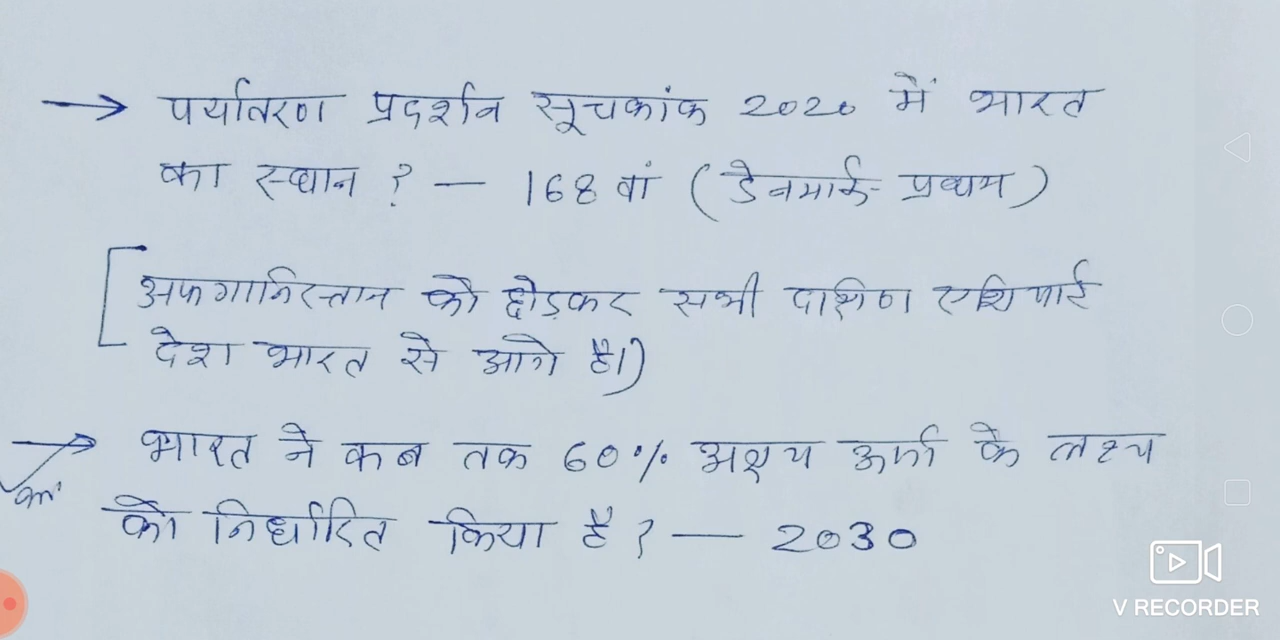 → पर्यावरण प्रदर्शन सूचकांक 2020 में भारत
का स्थान ? — 168 वां (डेनमार्क- प्रथम)
[अफगानिस्तान को छोड़कर सभी दक्षिण एशियाई
देश भारत से आगे है।)
→ भारत ने कब तक 60% अक्षय ऊर्जा के लक्ष्य
को निर्धारित किया है ? — 2030
V RECORDER